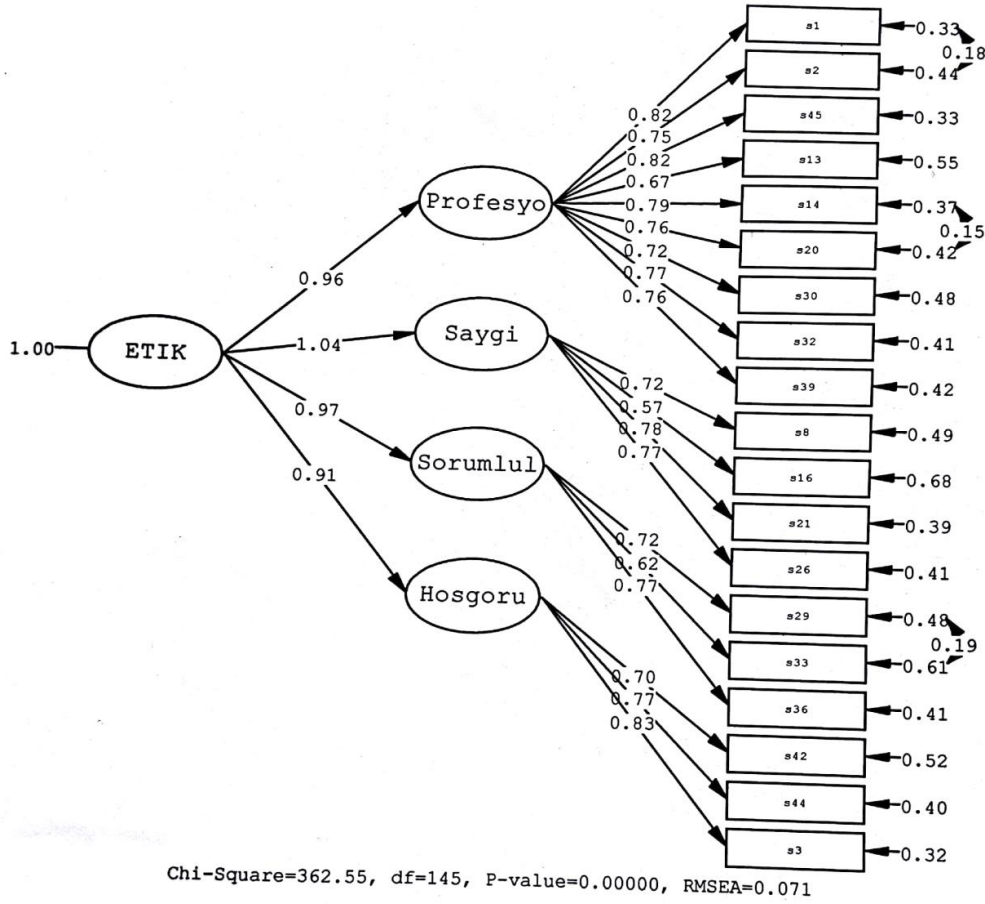 s1
0.33
0.18
s2
0.44
s45
0.33
s13
0.55
s14
0.37
0.15
s20
0.42
s30
0.48
s32
0.41
s39
0.42
s8
0.49
s16
0.68
s21
0.39
s26
0.41
s29
0.48
0.19
s33
0.61
s36
0.41
s42
0.52
s44
0.40
s3
0.32
0.82
0.75
0.82
0.67
0.79
0.76
0.72
0.77
0.76
Profesyo
0.96
Saygi
1.04
1.00
ETIK
0.72
0.57
0.78
0.77
0.97
Sorumlul
0.91
0.72
0.62
0.77
Hosgoru
0.70
0.77
0.83
Chi-Square=362.55, df=145, P-value=0.00000, RMSEA=0.071